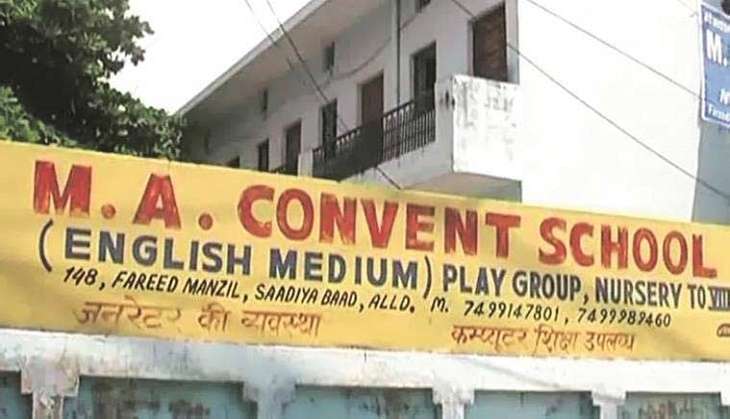 M. A. CONVENT SCHOOL
(ENGLISH MEDIUM) PLAY GROUP, NURSERY TO VIII
148, FAREED MANZIL, SAADIYA BAAD, ALLD. M. 7499147801, 7499989460
जनरेटर की व्यवस्था कम्प्यूटर शिक्षा उपलब्ध
M.